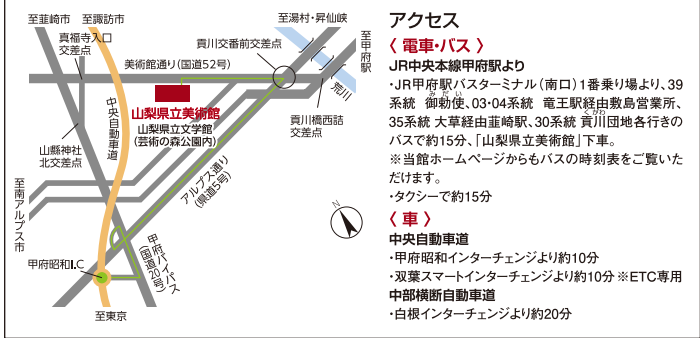 至韮崎市
至諏訪市
至湯村・昇仙峡
至甲府駅
真福寺入口
交差点
貢川交番前交差点
美術館通り(国道52号)
荒川
中央自動車道
山梨県立美術館
山梨県立文学館
(芸術の森公園内)
貢川橋西詰
交差点
山縣神社
北交差点
アルプス通り
(県道5号)
至南アルプス市
甲府バイパス
(国道20号)
甲府昭和I.C
N
至東京
アクセス
〈 電車・バス 〉
JR中央本線甲府駅より
・JR甲府駅バスターミナル(南口)1番乗り場より、39
みだい
系統 御勅使、03・04系統 竜王駅経由敷島営業所、
くがわ
35系統 大草経由韮崎駅、30系統 貢川団地各行きの
バスで約15分、「山梨県立美術館」下車。
※当館ホームページからもバスの時刻表をご覧いた
だけます。
・タクシーで約15分
〈 車 〉
中央自動車道
・甲府昭和インターチェンジより約10分
・双葉スマートインターチェンジより約10分 ※ETC専用
中部横断自動車道
・白根インターチェンジより約20分